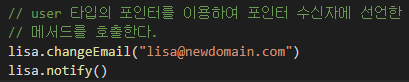 // user 타입의 포인터를 이용하여 포인터 수신자에 선언한
// 메서드를 호출한다.
lisa.changeEmail("lisa@newdomain.com")
lisa.notify()